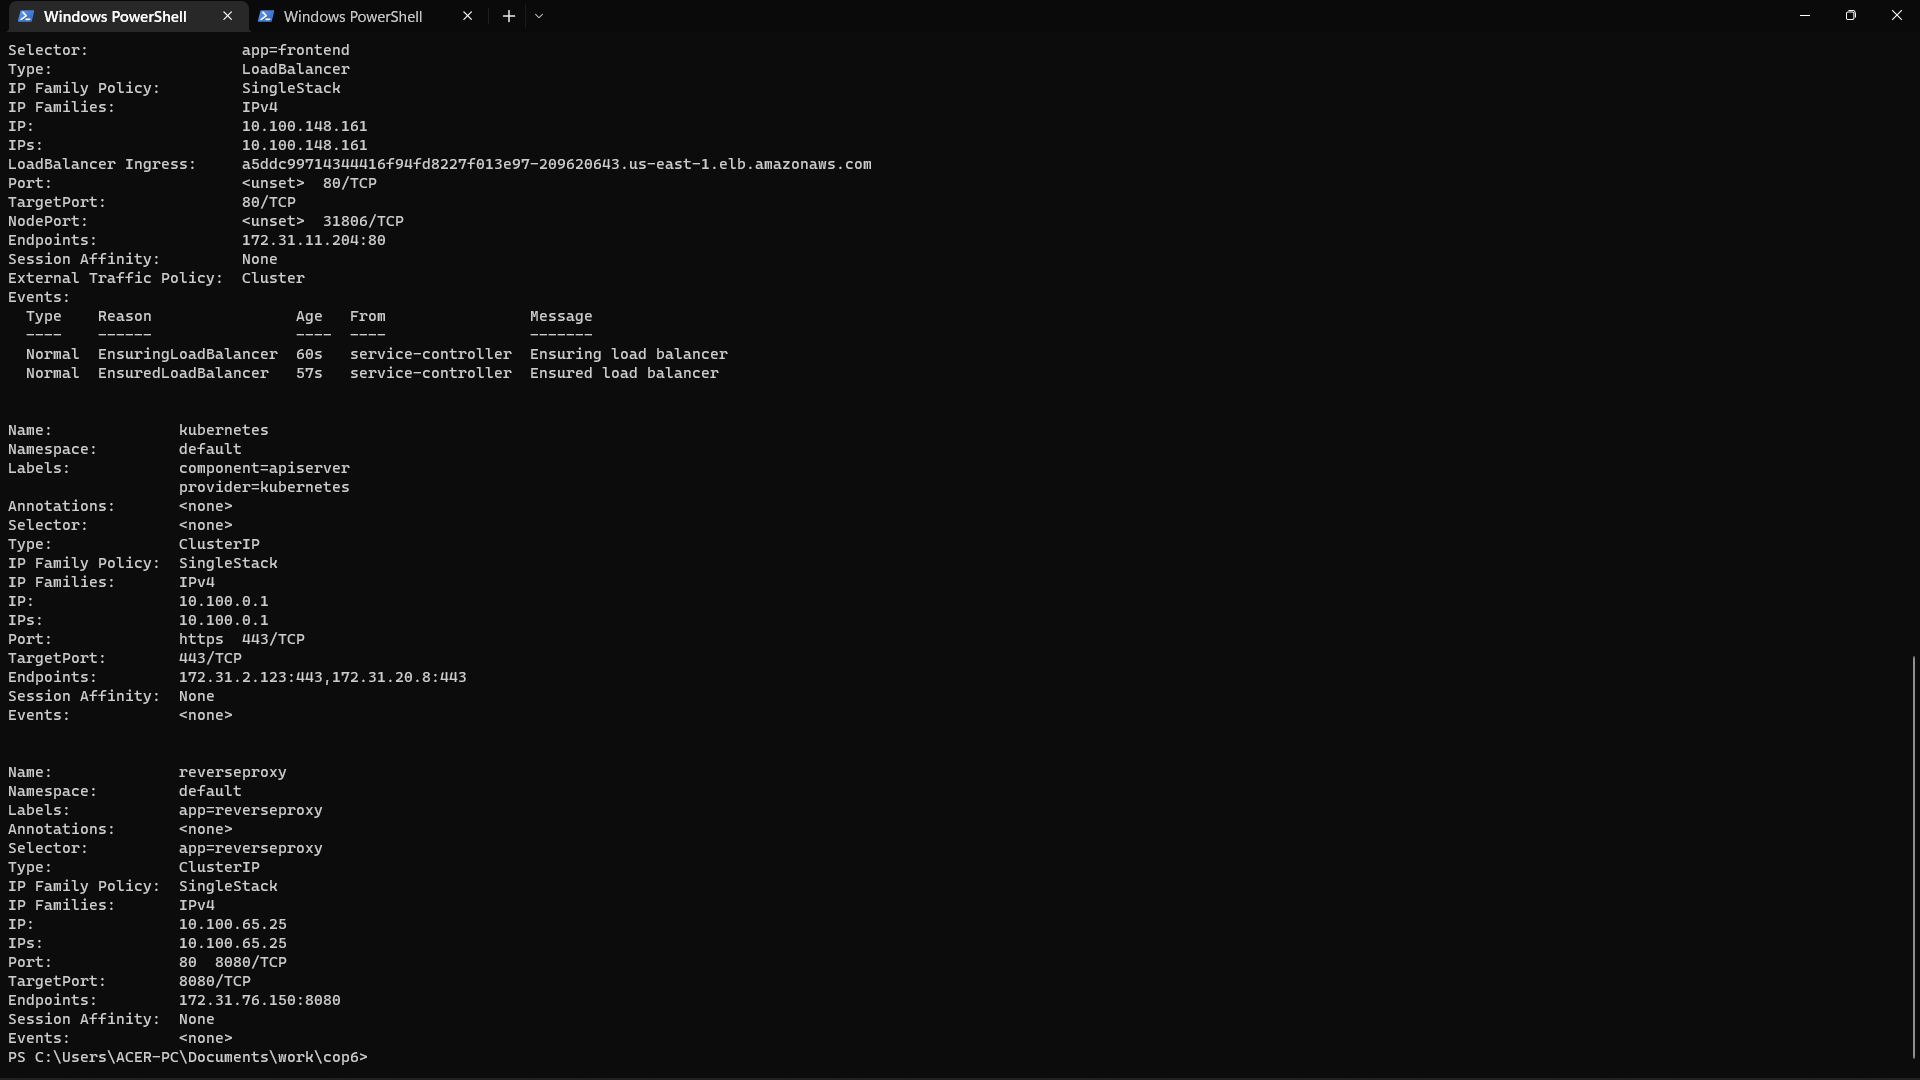 Windows PowerShell
Windows PowerShell
Selector:                 app=frontend
Type:                     LoadBalancer
IP Family Policy:         SingleStack
IP Families:              IPv4
IP:                       10.100.148.161
IPs:                      10.100.148.161
LoadBalancer Ingress:     a5ddc99714344416f94fd8227f013e97-209620643.us-east-1.elb.amazonaws.com
Port:                     <unset>  80/TCP
TargetPort:               80/TCP
NodePort:                 <unset>  31806/TCP
Endpoints:                172.31.11.204:80
Session Affinity:         None
External Traffic Policy:  Cluster
Events:
  Type    Reason                Age   From                Message
  ----    ------                ----  ----                -------
  Normal  EnsuringLoadBalancer  60s   service-controller  Ensuring load balancer
  Normal  EnsuredLoadBalancer   57s   service-controller  Ensured load balancer
Name:              kubernetes
Namespace:         default
Labels:            component=apiserver
                   provider=kubernetes
Annotations:       <none>
Selector:          <none>
Type:              ClusterIP
IP Family Policy:  SingleStack
IP Families:       IPv4
IP:                10.100.0.1
IPs:               10.100.0.1
Port:              https  443/TCP
TargetPort:        443/TCP
Endpoints:         172.31.2.123:443,172.31.20.8:443
Session Affinity:  None
Events:            <none>
Name:              reverseproxy
Namespace:         default
Labels:            app=reverseproxy
Annotations:       <none>
Selector:          app=reverseproxy
Type:              ClusterIP
IP Family Policy:  SingleStack
IP Families:       IPv4
IP:                10.100.65.25
IPs:               10.100.65.25
Port:              80  8080/TCP
TargetPort:        8080/TCP
Endpoints:         172.31.76.150:8080
Session Affinity:  None
Events:            <none>
PS C:\Users\ACER-PC\Documents\work\cop6>